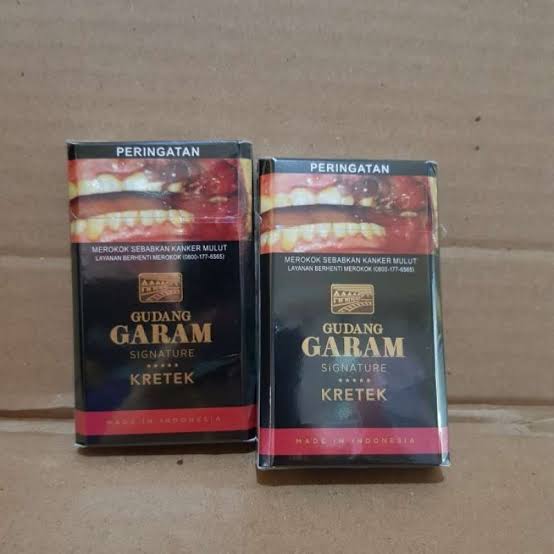 PERINGATAN
MEROKOK SEBABKAN KANKER MULUT
LAYANAN BERHENTI MEROKOK (0800-177-6565)
GUDANG
GARAM
SiGNATURE
KRETEK
MADE IN INDONESIA
PERINGATAN
MEROKOK SEBABKAN KANKER MULUT
LAYANAN BERHENTI MEROKOK (0800-177-6565)
GUDANG
GARAM
SiGNATURE
KRETEK
MADE IN INDONESIA